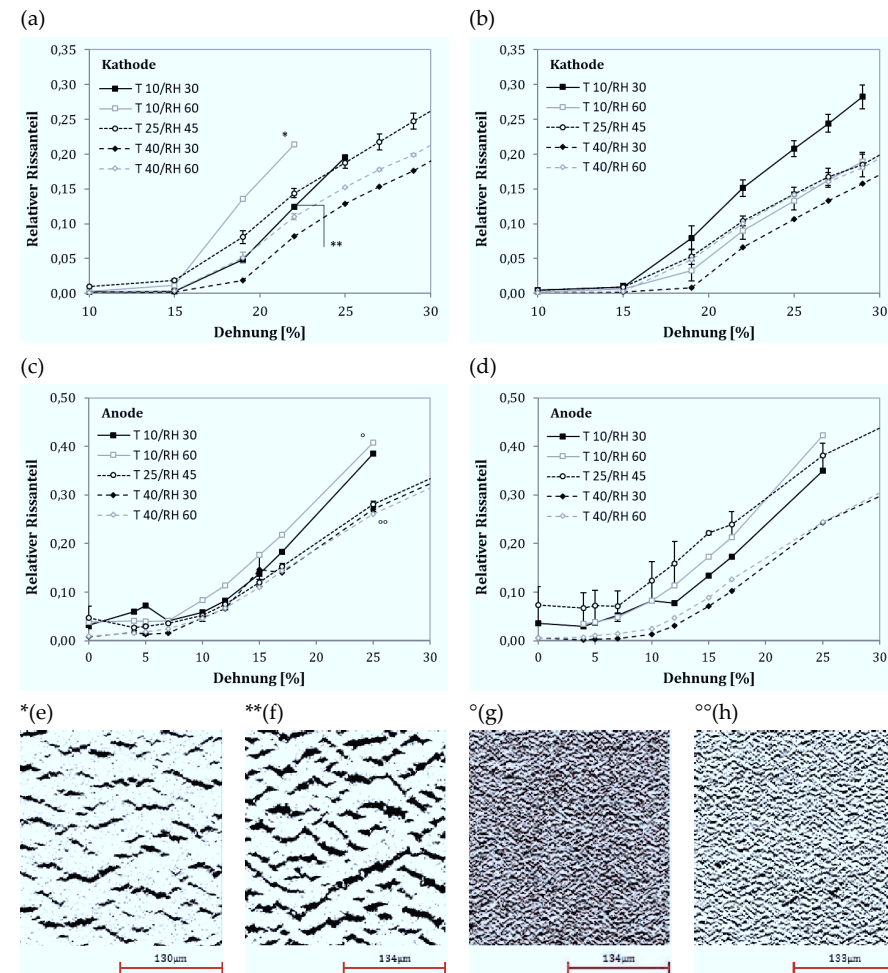 (a)
0,35
0,30
0,25
0,20
0,15
0,10
0,05
0,00
10
15
20
25
30
Relativer Rissanteil
Dehnung [%]
Kathode
T 10/RH 30
T 10/RH 60
T 25/RH 45
T 40/RH 30
T 40/RH 60
*
**
(b)
0,35
0,30
0,25
0,20
0,15
0,10
0,05
0,00
10
15
20
25
30
Relativer Rissanteil
Dehnung [%]
Kathode
T 10/RH 30
T 10/RH 60
T 25/RH 45
T 40/RH 30
T 40/RH 60
(c)
0,50
0,40
0,30
0,20
0,10
0,00
0
5
10
15
20
25
30
Relativer Rissanteil
Dehnung [%]
Anode
T 10/RH 30
T 10/RH 60
T 25/RH 45
T 40/RH 30
T 40/RH 60
°
°°
(d)
0,50
0,40
0,30
0,20
0,10
0,00
0
5
10
15
20
25
30
Relativer Rissanteil
Dehnung [%]
Anode
T 10/RH 30
T 10/RH 60
T 25/RH 45
T 40/RH 30
T 40/RH 60
*(e)
**(f)
°(g)
°°(h)
130µm
134µm
134µm
133µm